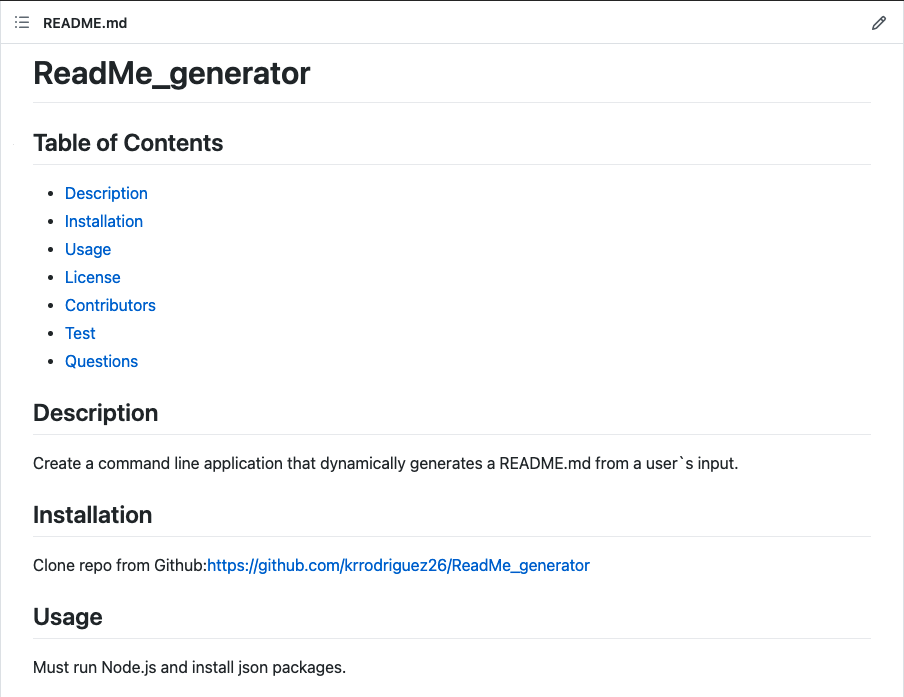 README.md
ReadMe_generator
Table of Contents
Description
Installation
Usage
License
Contributors
Test
Questions
Description
Create a command line application that dynamically generates a README.md from a user`s input.
Installation
Clone repo from Github:https://github.com/krrodriguez26/ReadMe_generator
Usage
Must run Node.js and install json packages.